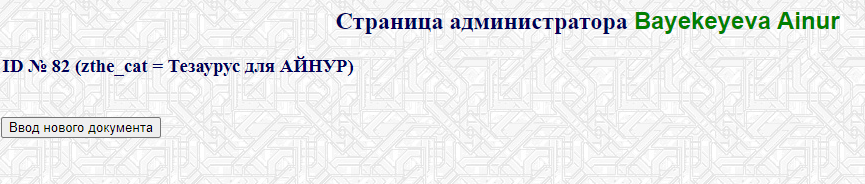 Страница администратора Bayekeyeva Ainur
ID № 82 (zthe_cat = Тезаурус для АЙНУР)
Ввод нового документа